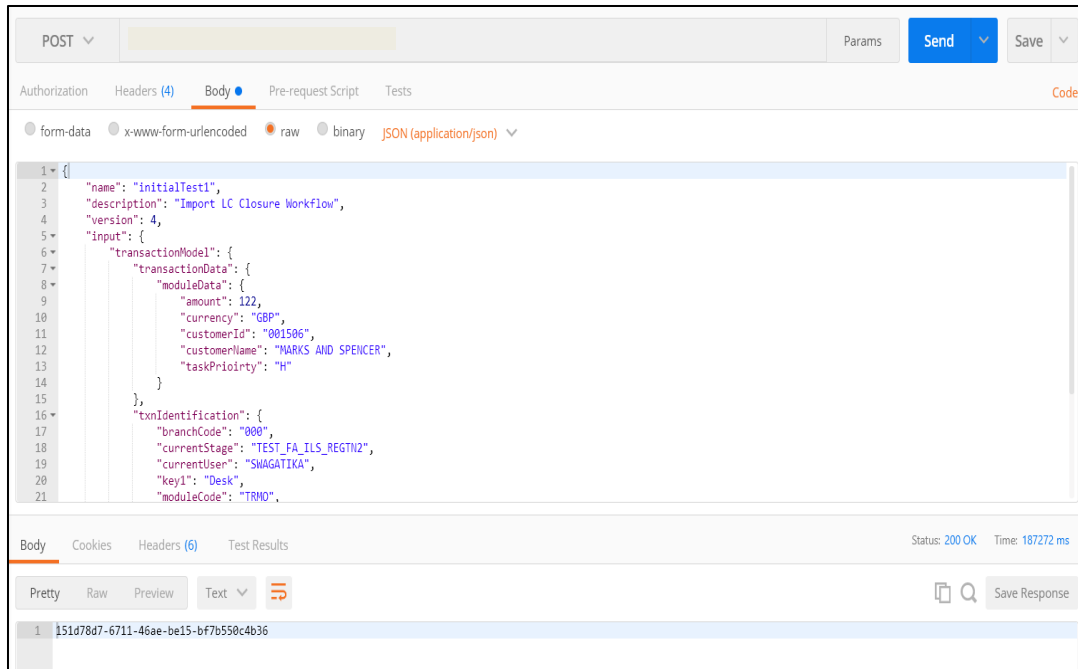 POST Params Send Save
Authorization Headers (4) Body Pre-request Script Tests Code
form-data x-www-form-urlencoded raw binary JSON (application/json)
1 {
2 "name": "initialTest1",
3 "description": "Import LC Closure Workflow",
4 "version": 4,
5 "input": {
6 "transactionModel": {
7 "transactionData": {
8 "moduleData": {
9 "amount": 122,
10 "currency": "GBP",
11 "customerId": "001506",
12 "customerName": "MARKS AND SPENCER",
13 "taskPrioirty": "H"
14 }
15 },
16 "txnIdentification": {
17 "branchCode": "000",
18 "currentStage": "TEST_FA_ILS_REGTN2",
19 "currentUser": "SWAGATIKA",
20 "key1": "Desk",
21 "moduleCode": "TRMO",
Body Cookies Headers (6) Test Results Status: 200 OK Time: 187272 ms
Pretty Raw Preview Text Save Response
1 151d78d7-6711-46ae-be15-bf7b550c4b36